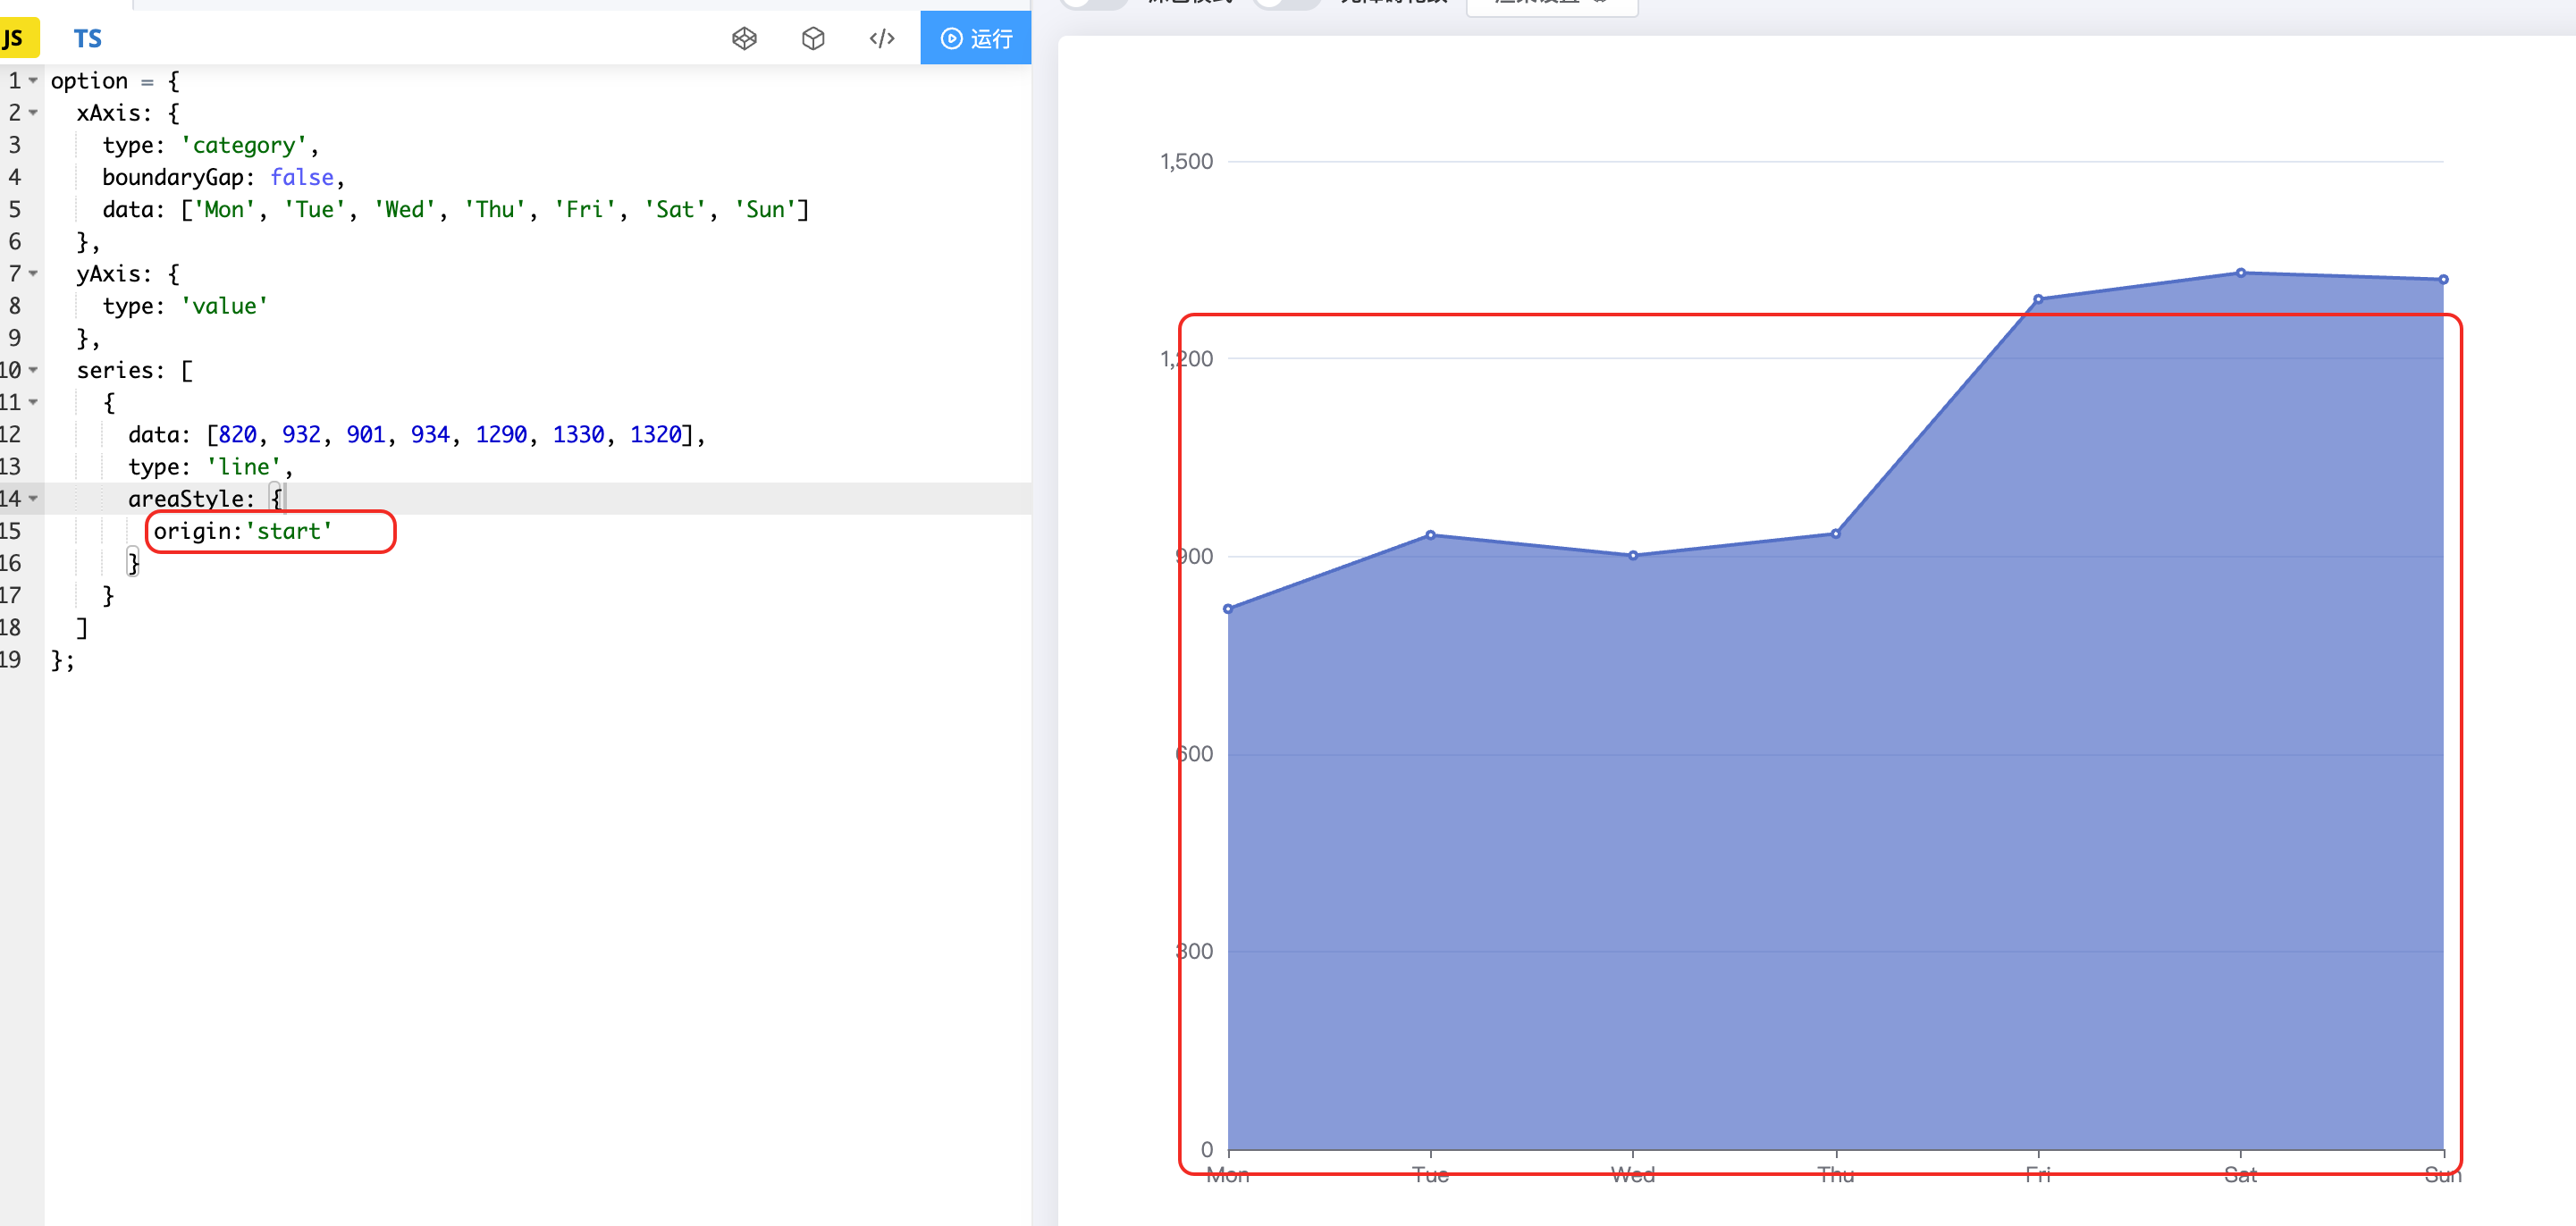 JS TS 运行
1 option = {
2 xAxis: {
3 type: 'category',
4 boundaryGap: false,
5 data: ['Mon', 'Tue', 'Wed', 'Thu', 'Fri', 'Sat', 'Sun']
6 },
7 yAxis: {
8 type: 'value'
9 },
10 series: [
11 {
12 data: [820, 932, 901, 934, 1290, 1330, 1320],
13 type: 'line',
14 areaStyle: {
15 origin:'start'
16 }
17 }
18 ]
19 };
1,500
1,200
900
600
300
0
Mon Tue Wed Thu Fri Sat Sun